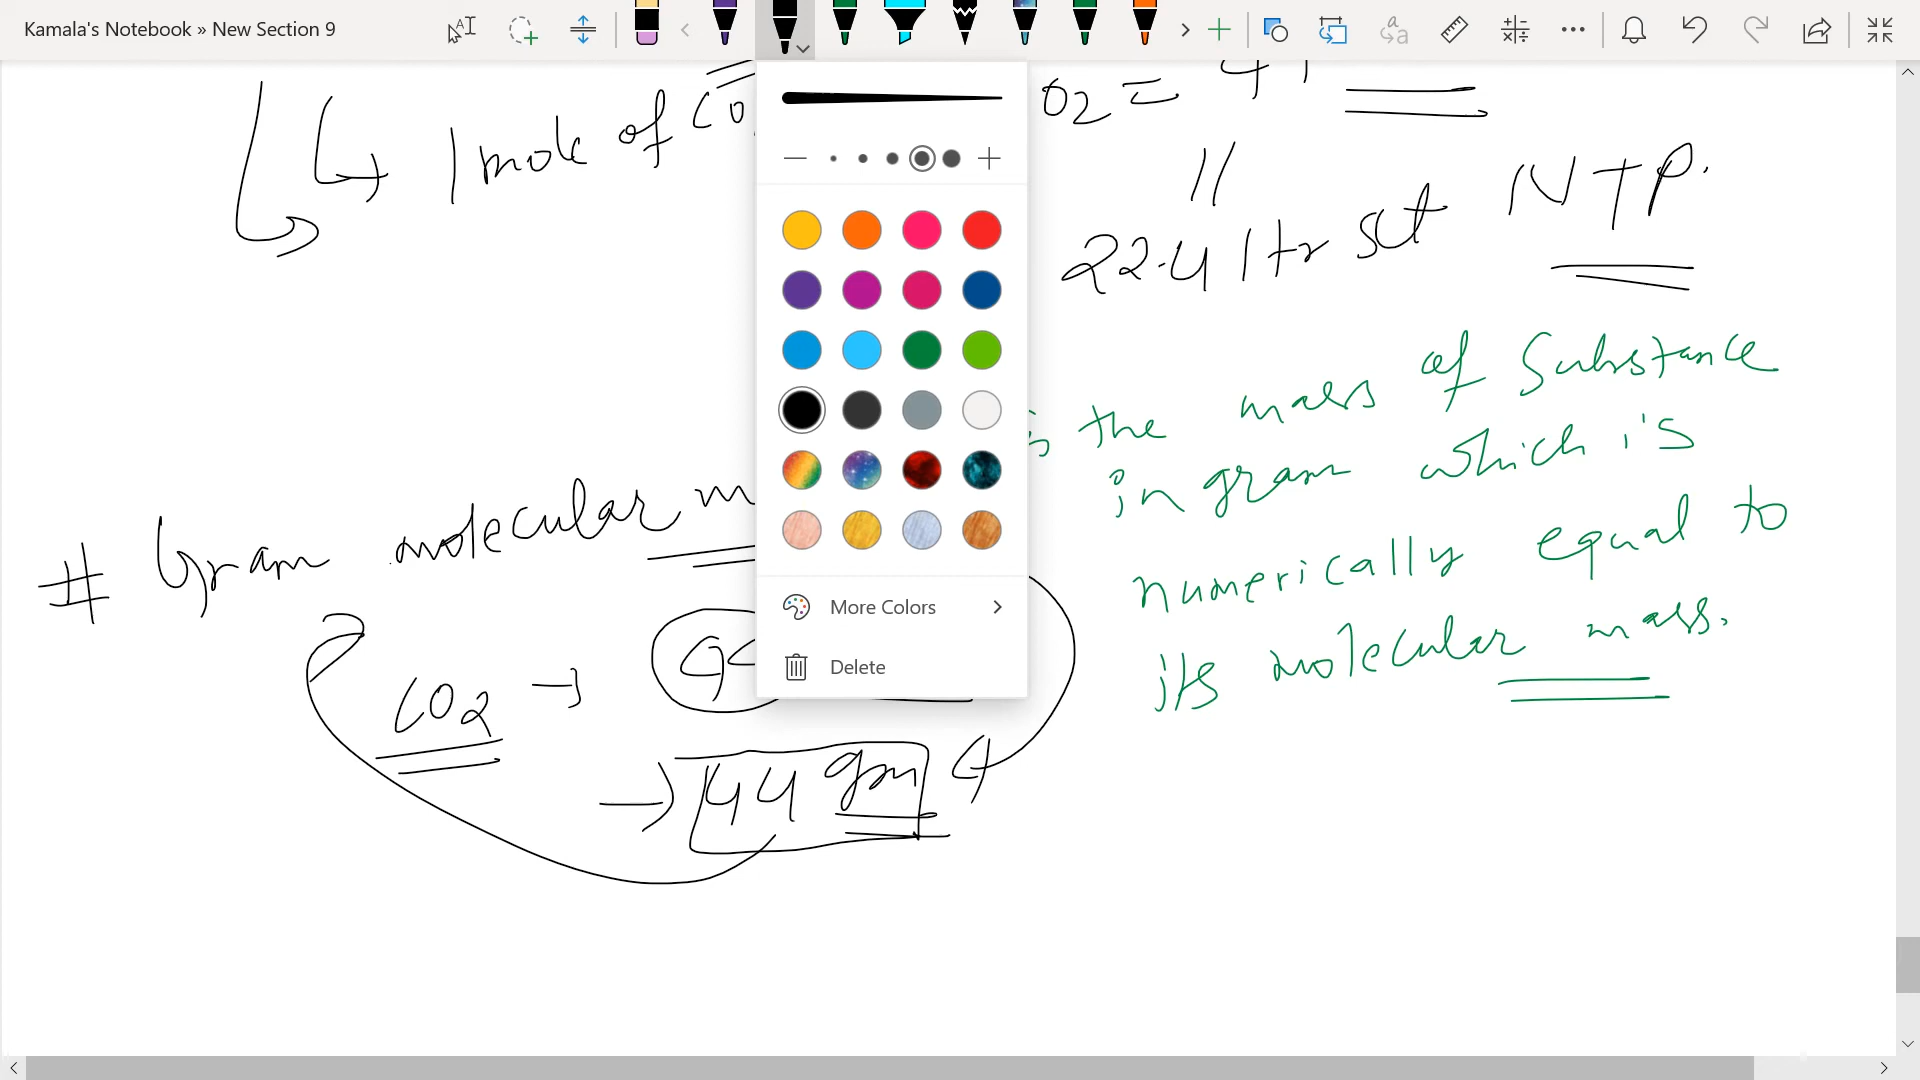 Kamala's Notebook » New Section 9
1 mole of CO
O2 =
22.4 ltr at NTP.
# Gram molecular m
is the mass of Substance
in gram which is
numerically equal to
its molecular mass.
CO2 →
→ 44 gm
More Colors
Delete